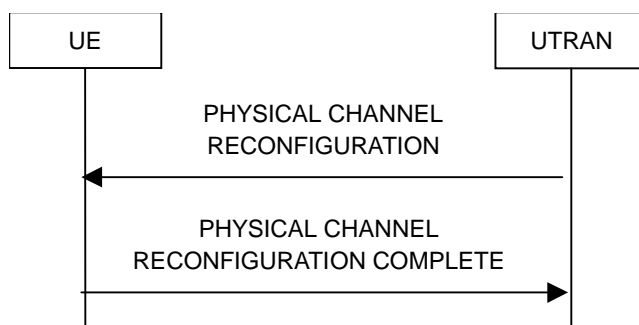 UE
UTRAN
PHYSICAL CHANNEL
RECONFIGURATION
PHYSICAL CHANNEL
RECONFIGURATION COMPLETE